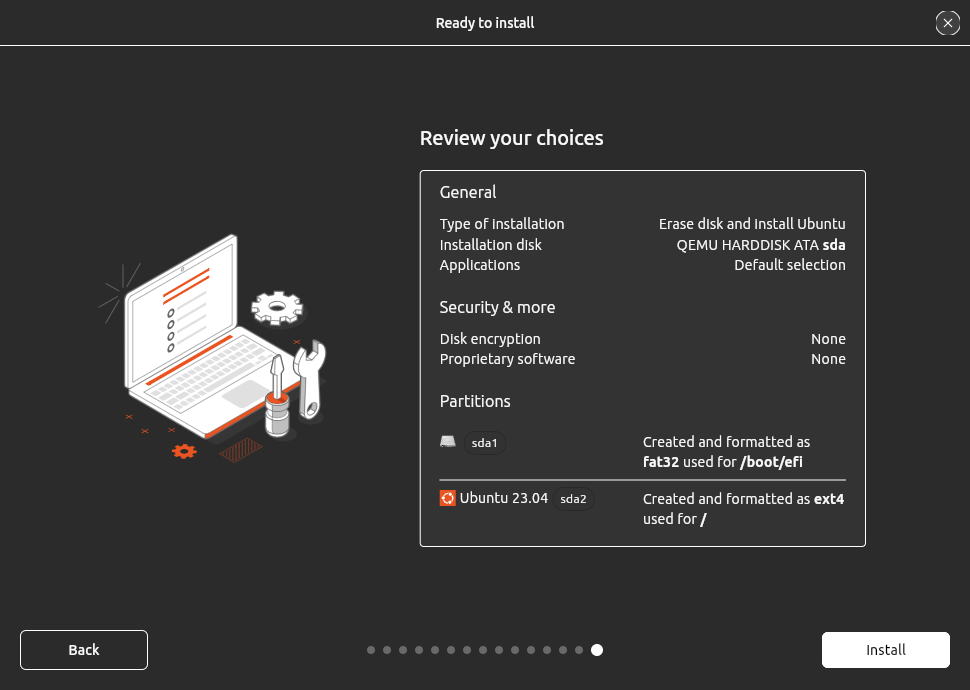 Ready to install
Review your choices
General
Type of installation Erase disk and install Ubuntu
Installation disk QEMU HARDDISK ATA sda
Applications Default selection
Security & more
Disk encryption None
Proprietary software None
Partitions
sda1 Created and formatted as
fat32 used for /boot/efi
Ubuntu 23.04 sda2 Created and formatted as ext4
used for /
Back Install